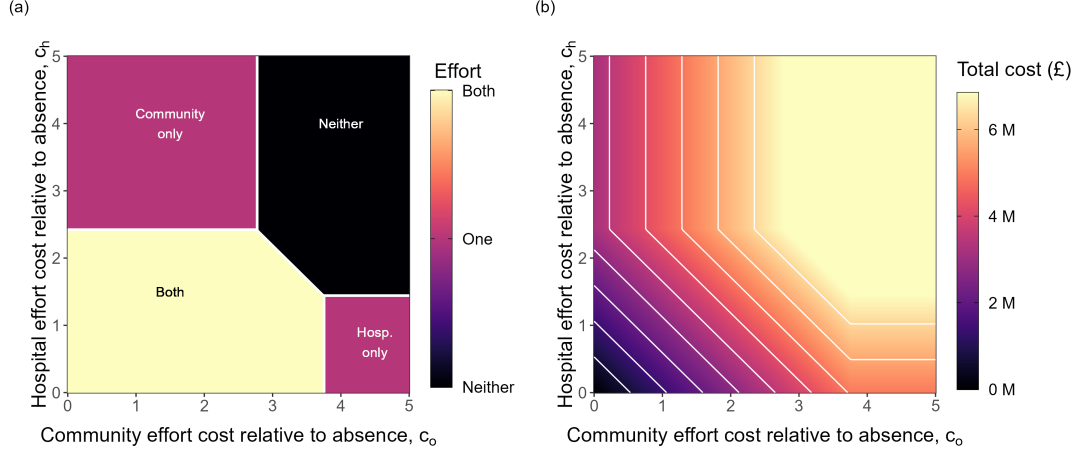 (a)
Hospital effort cost relative to absence, cₕ
5
4
3
2
1
0
Community
only
Neither
Both
Hosp.
only
0 1 2 3 4 5
Community effort cost relative to absence, cₒ
Effort
Both
One
Neither
(b)
Hospital effort cost relative to absence, cₕ
5
4
3
2
1
0
0 1 2 3 4 5
Community effort cost relative to absence, cₒ
Total cost (£)
6 M
4 M
2 M
0 M